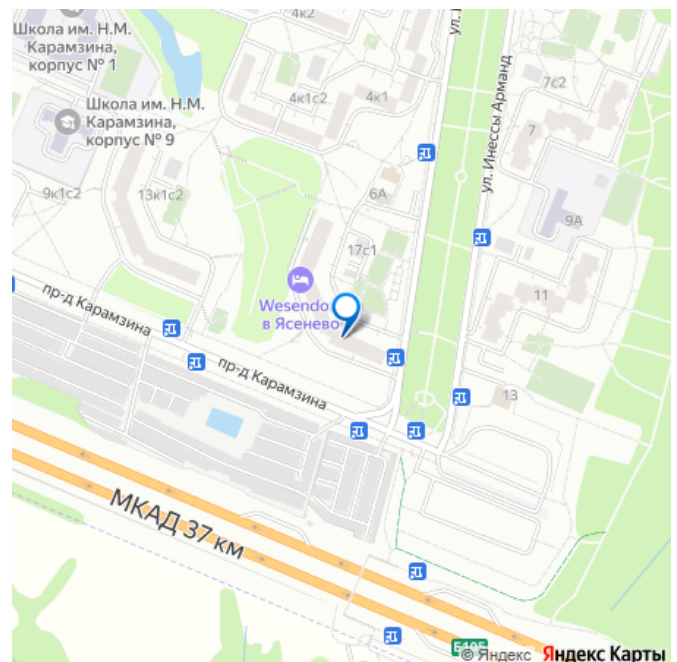 Школа им. Н.М.
Карамзина,
корпус № 1
4к2
ул. Инессы Арманд
7с2
Школа им. Н.М.
Карамзина,
корпус № 9
4к1с2
4к1
7
9к1с2
13к1с2
6А
9А
17с1
11
Wesendo
в Ясенево
пр-д Карамзина
пр-д Карамзина
13
МКАД 37 км
E105
© Яндекс Яндекс Карты